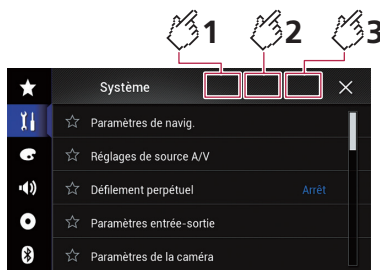 1 2 3
Système
Paramètres de navig.
Réglages de source A/V
Défilement perpétuel Arrêt
Paramètres entrée-sortie
Paramètres de la caméra